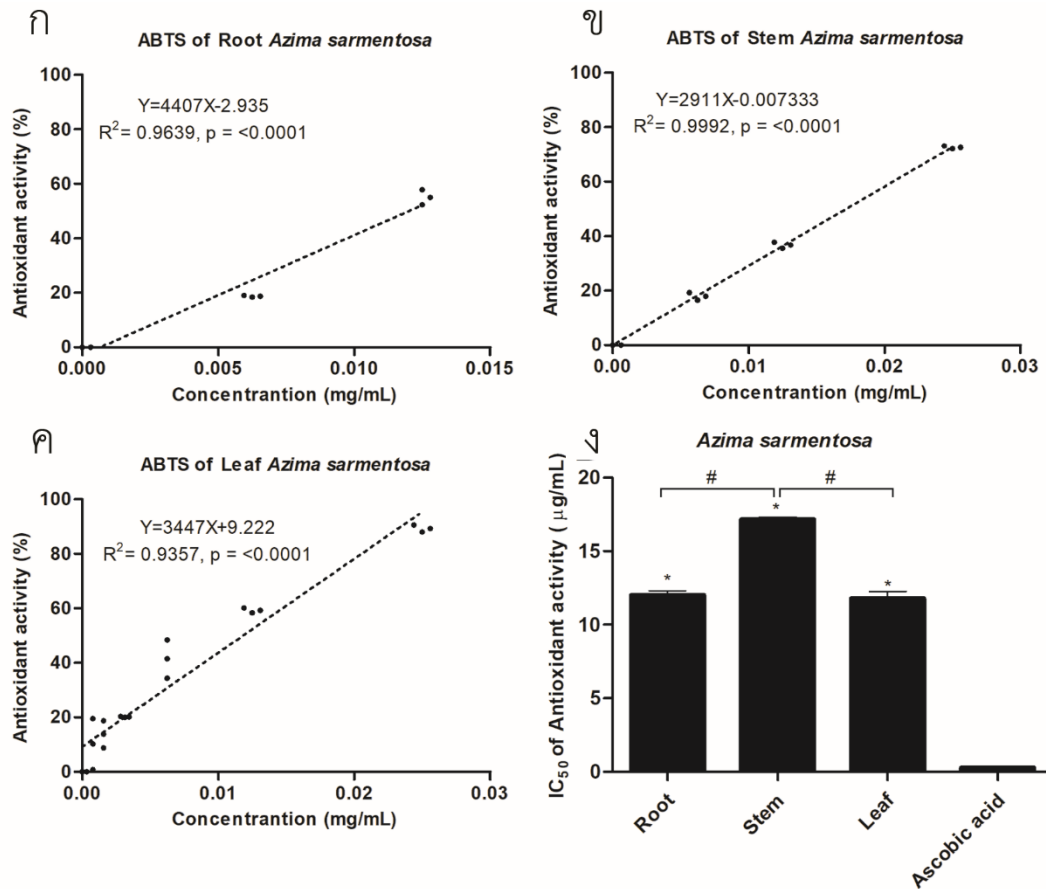 ก
ABTS of Root Azima sarmentosa
Y=4407X-2.935
R²= 0.9639, p = <0.0001
Antioxidant activity (%)
100
80
60
40
20
0
0.000 0.005 0.010 0.015
Concentrantion (mg/mL)
ข
ABTS of Stem Azima sarmentosa
Y=2911X-0.007333
R²= 0.9992, p = <0.0001
Antioxidant activity (%)
100
80
60
40
20
0
0.00 0.01 0.02 0.03
Concentrantion (mg/mL)
ค
ABTS of Leaf Azima sarmentosa
Y=3447X+9.222
R²= 0.9357, p = <0.0001
Antioxidant activity (%)
100
80
60
40
20
0
0.00 0.01 0.02 0.03
Concentrantion (mg/mL)
ง
Azima sarmentosa
IC₅₀ of Antioxidant activity ( µg/mL)
20
15
10
5
0
# #
* * *
Root Stem Leaf Ascobic acid